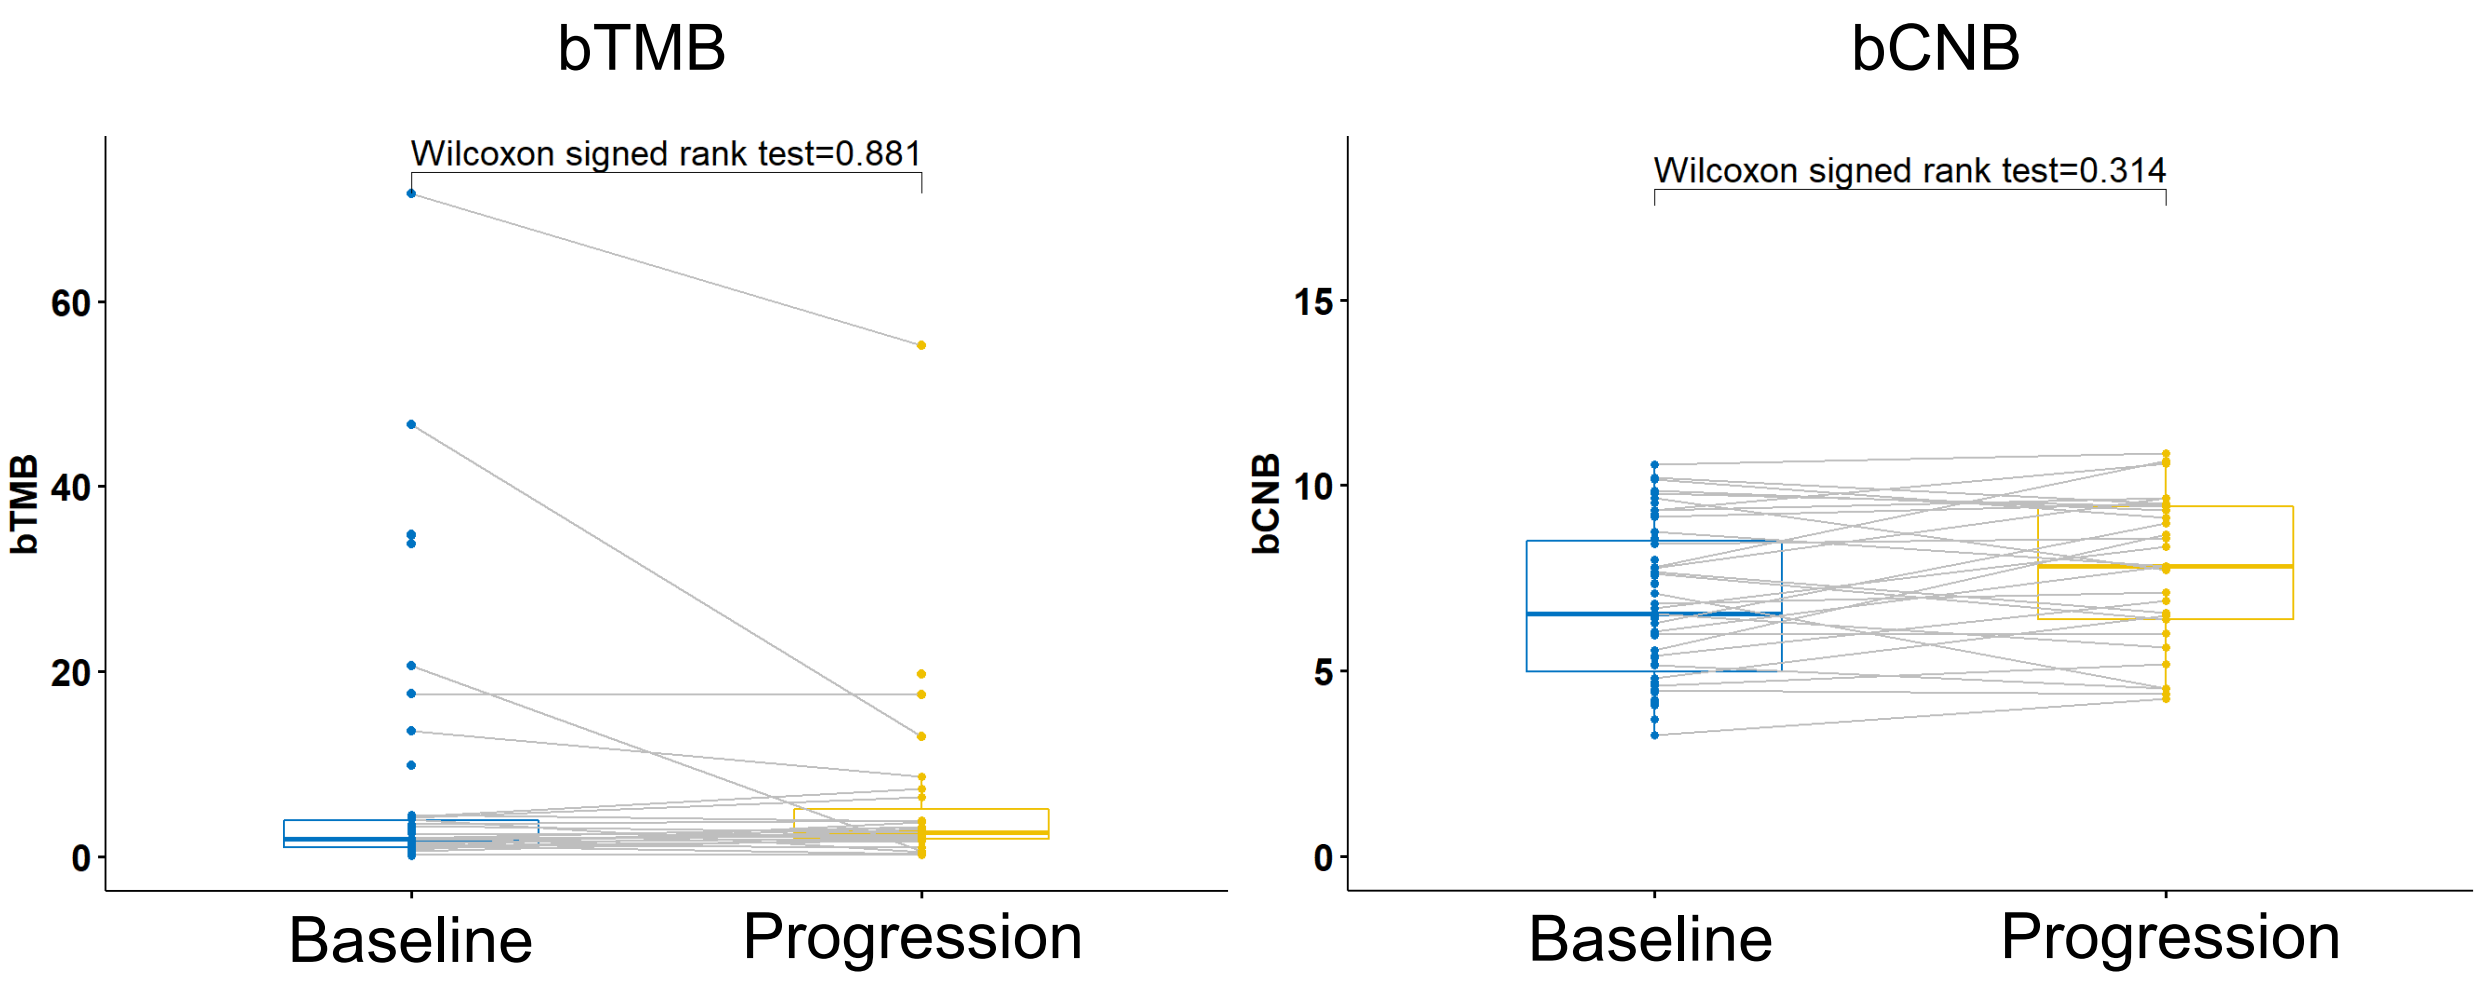 bTMB
Wilcoxon signed rank test=0.881
60
40
20
0
bTMB
Baseline
Progression
bCNB
Wilcoxon signed rank test=0.314
15
10
5
0
bCNB
Baseline
Progression